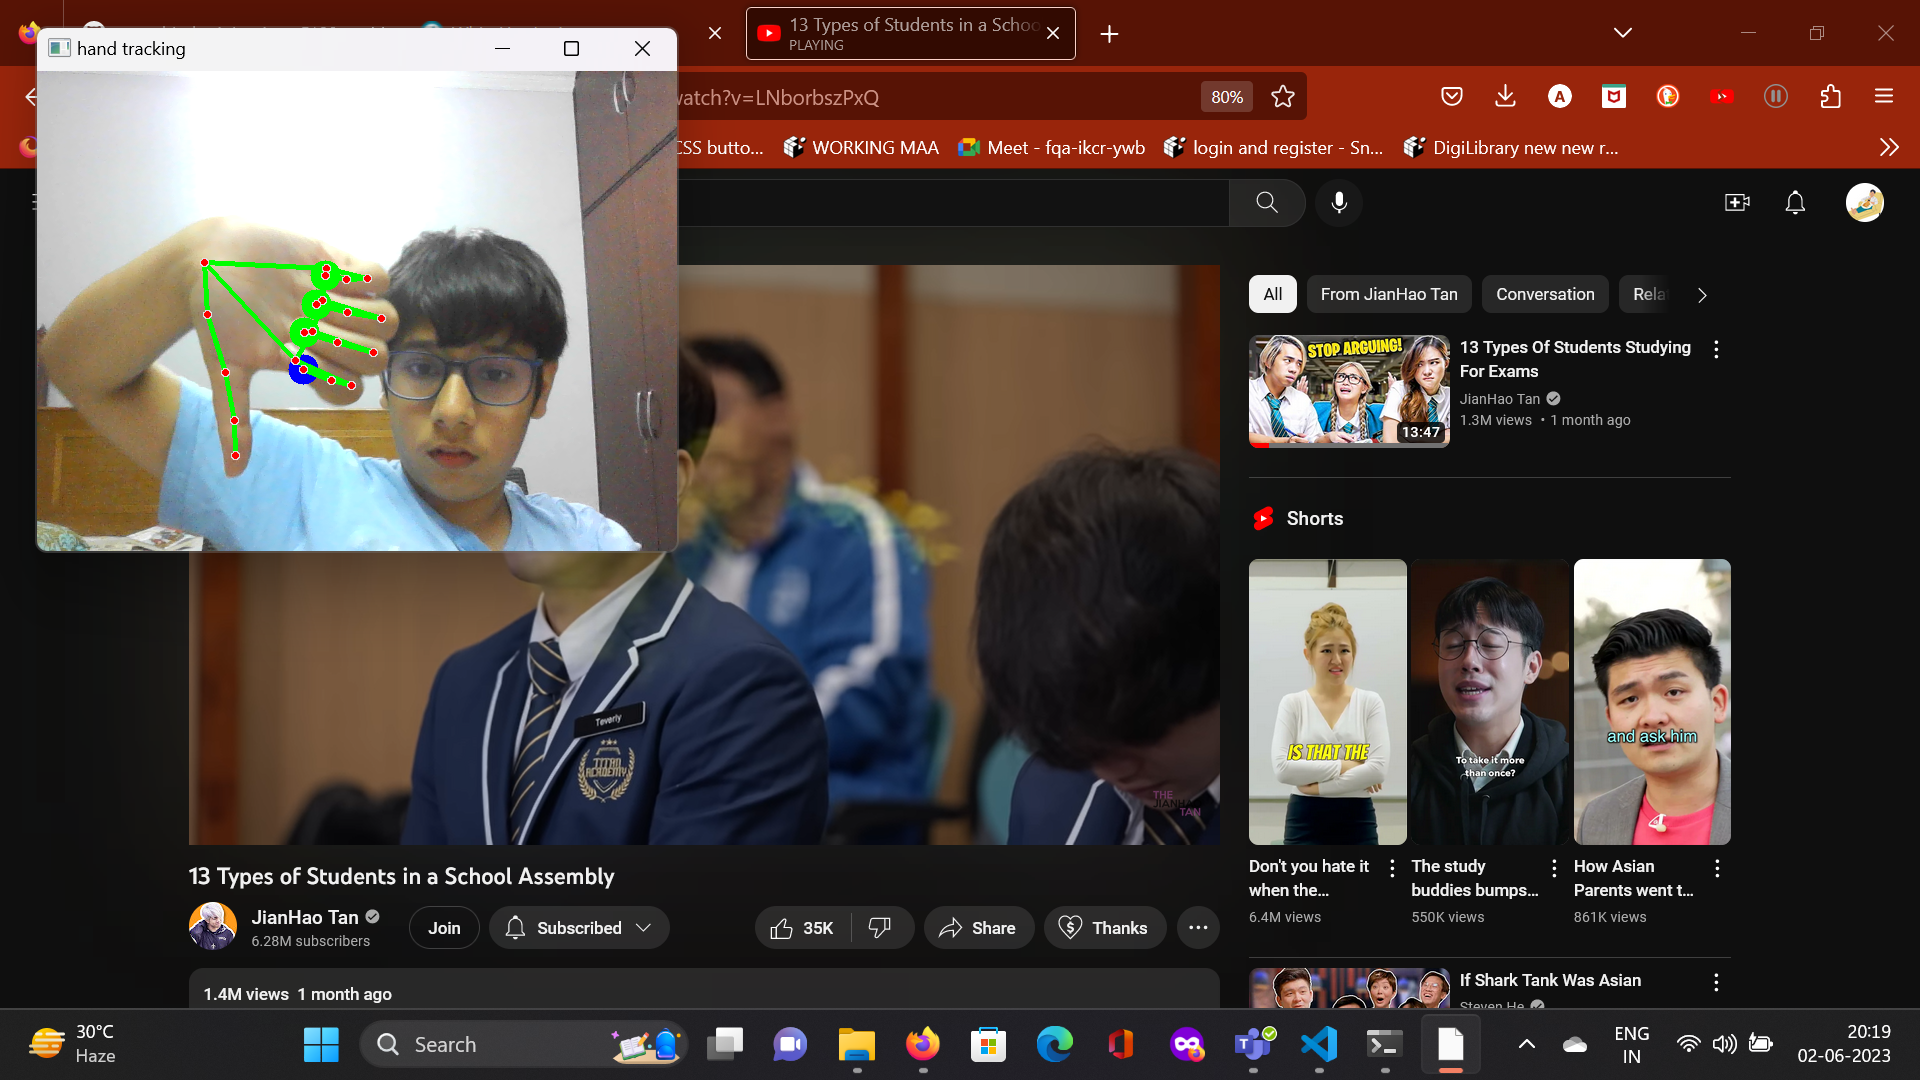 13 Types of Students in a Schoo
PLAYING
hand tracking
watch?v=LNborbszPxQ
80%
CSS butto...
WORKING MAA
Meet - fqa-ikcr-ywb
login and register - Sn...
DigiLibrary new new r...
All
From JianHao Tan
Conversation
Rela
STOP ARGUING!
13:47
13 Types Of Students Studying
For Exams
JianHao Tan
1.3M views • 1 month ago
Shorts
IS THAT THE
To take it more
than once?
and ask him
Teverly
TITAN
ACADEMY
THE
JIANHAO
TAN
Don't you hate it
when the...
6.4M views
The study
buddies bumps...
550K views
How Asian
Parents went t...
861K views
13 Types of Students in a School Assembly
JianHao Tan
6.28M subscribers
Join
Subscribed
35K
Share
Thanks
1.4M views 1 month ago
If Shark Tank Was Asian
Steven He
30°C
Haze
Search
ENG
IN
20:19
02-06-2023